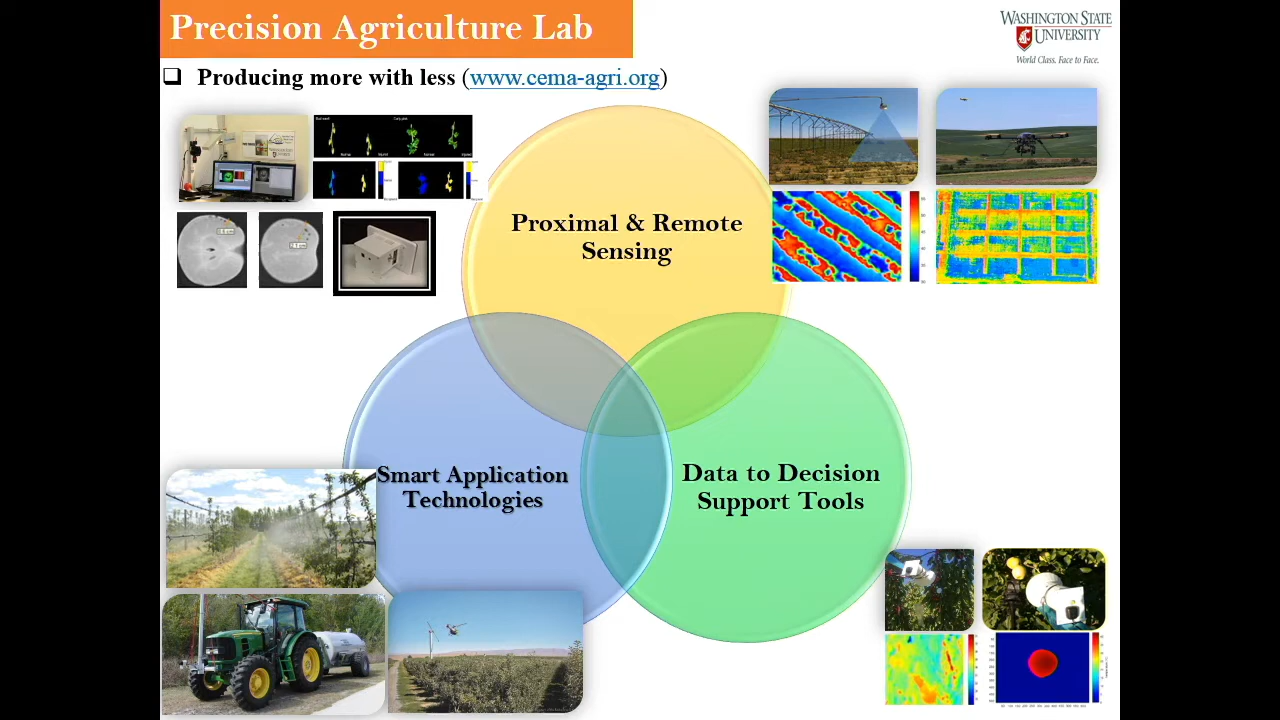 Precision Agriculture Lab
WASHINGTON STATE
UNIVERSITY
World Class. Face to Face.
❑ Producing more with less (www.cema-agri.org)
Proximal & Remote
Sensing
Smart Application
Technologies
Data to Decision
Support Tools